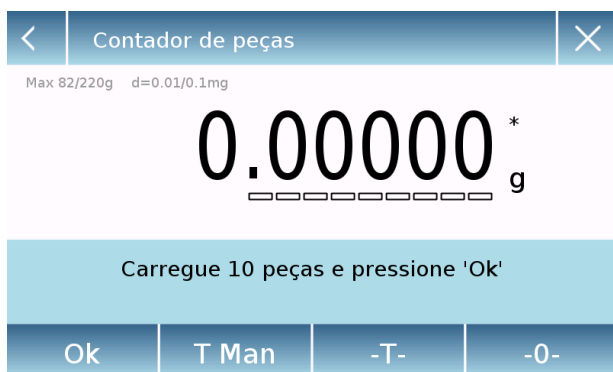 Contador de peças
Max 82/220g d=0.01/0.1mg
0.00000 * g
Carregue 10 peças e pressione 'Ok'
Ok T Man -T- -0-